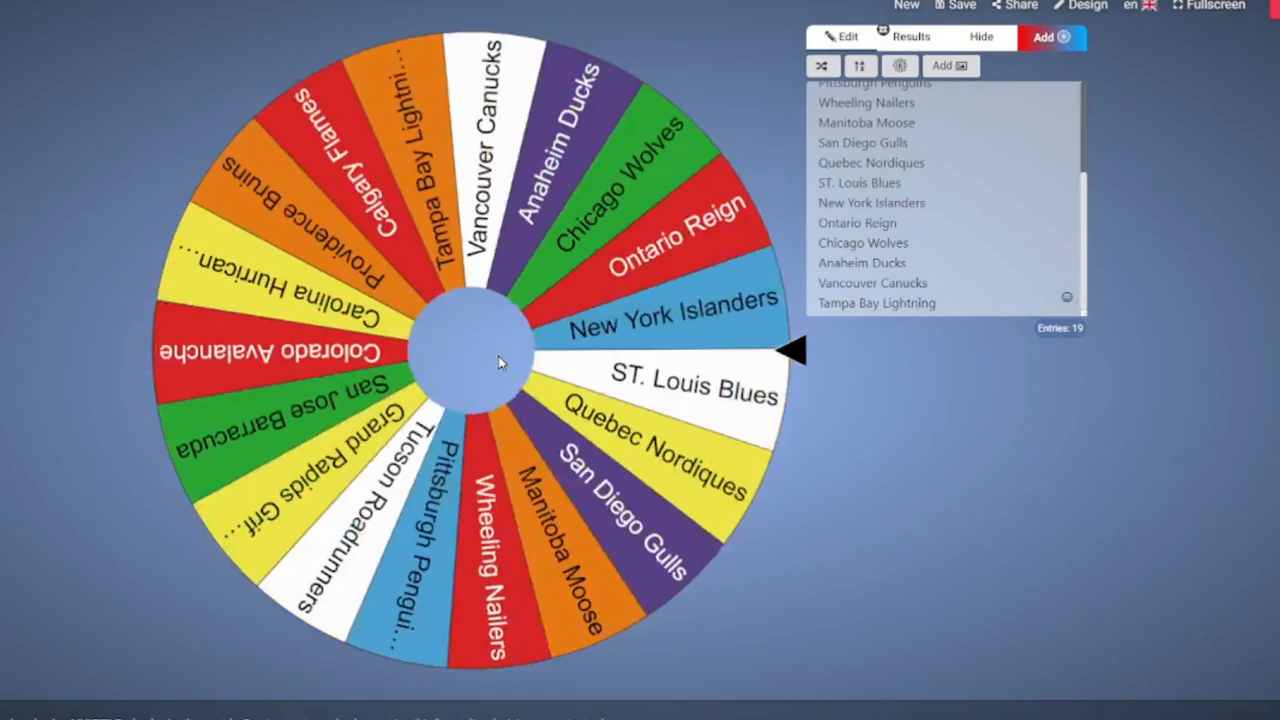 New Save Share Design en Fullscreen
Edit Results Hide Add
Add
Pittsburgh Penguins
Wheeling Nailers
Manitoba Moose
San Diego Gulls
Quebec Nordiques
ST. Louis Blues
New York Islanders
Ontario Reign
Chicago Wolves
Anaheim Ducks
Vancouver Canucks
Tampa Bay Lightning
Entries: 19
Vancouver Canucks
Anaheim Ducks
Chicago Wolves
Ontario Reign
New York Islanders
ST. Louis Blues
Quebec Nordiques
San Diego Gulls
Manitoba Moose
Wheeling Nailers
Pittsburgh Pengui...
Tucson Roadrunners
Grand Rapids Grif...
San Jose Barracuda
Colorado Avalanche
Carolina Hurrican...
Providence Bruins
Calgary Flames
Tampa Bay Lightni...